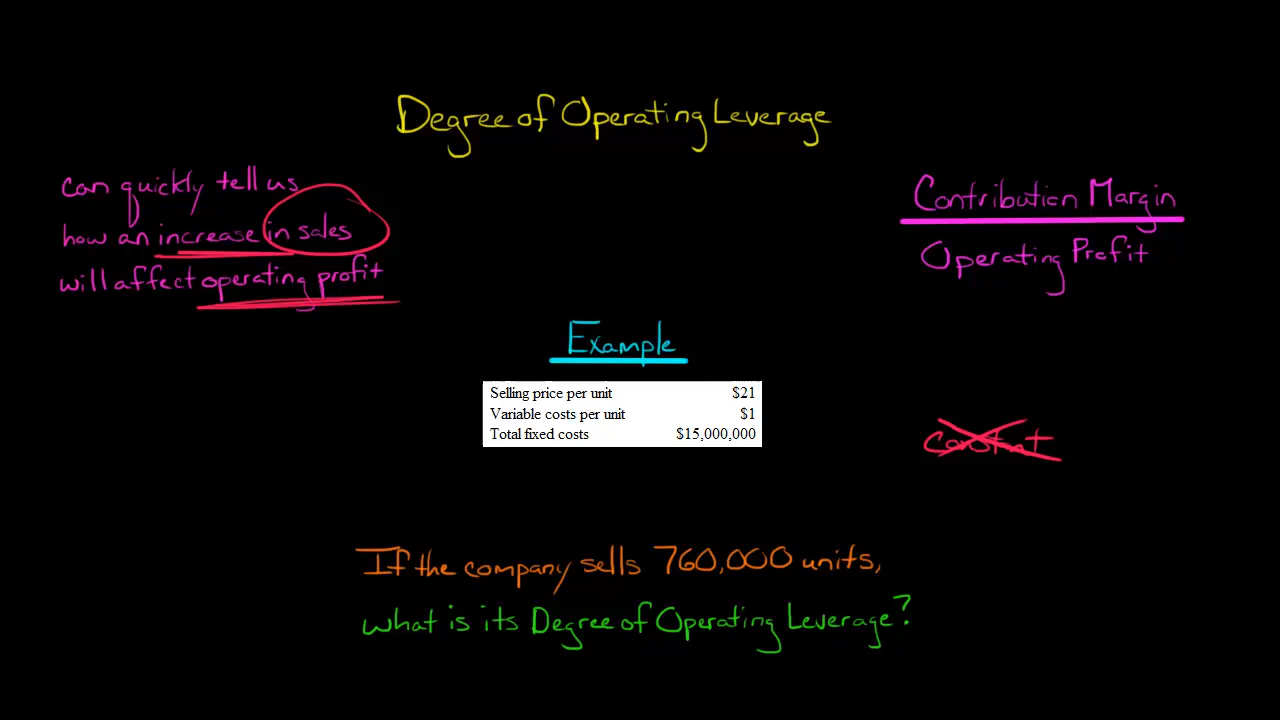 Degree of Operating Leverage
can quickly tell us
how an increase in sales
will affect operating profit
Contribution Margin
Operating Profit
Example
Selling price per unit $21
Variable costs per unit $1
Total fixed costs $15,000,000
If the company sells 760,000 units,
what is its Degree of Operating Leverage?